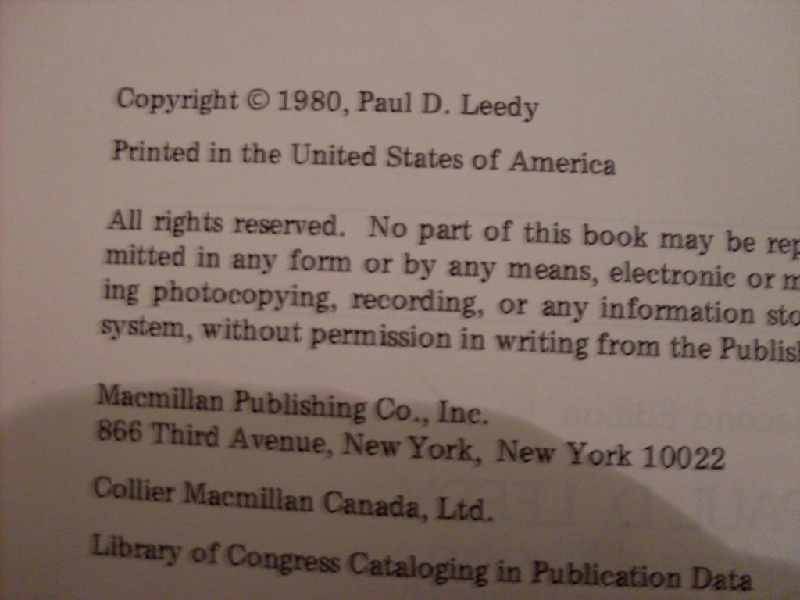 Copyright © 1980, Paul D. Leedy
Printed in the United States of America
All rights reserved. No part of this book may be rep
mitted in any form or by any means, electronic or m
ing photocopying, recording, or any information sto
system, without permission in writing from the Publis
Macmillan Publishing Co., Inc.
866 Third Avenue, New York, New York 10022
Collier Macmillan Canada, Ltd.
Library of Congress Cataloging in Publication Data